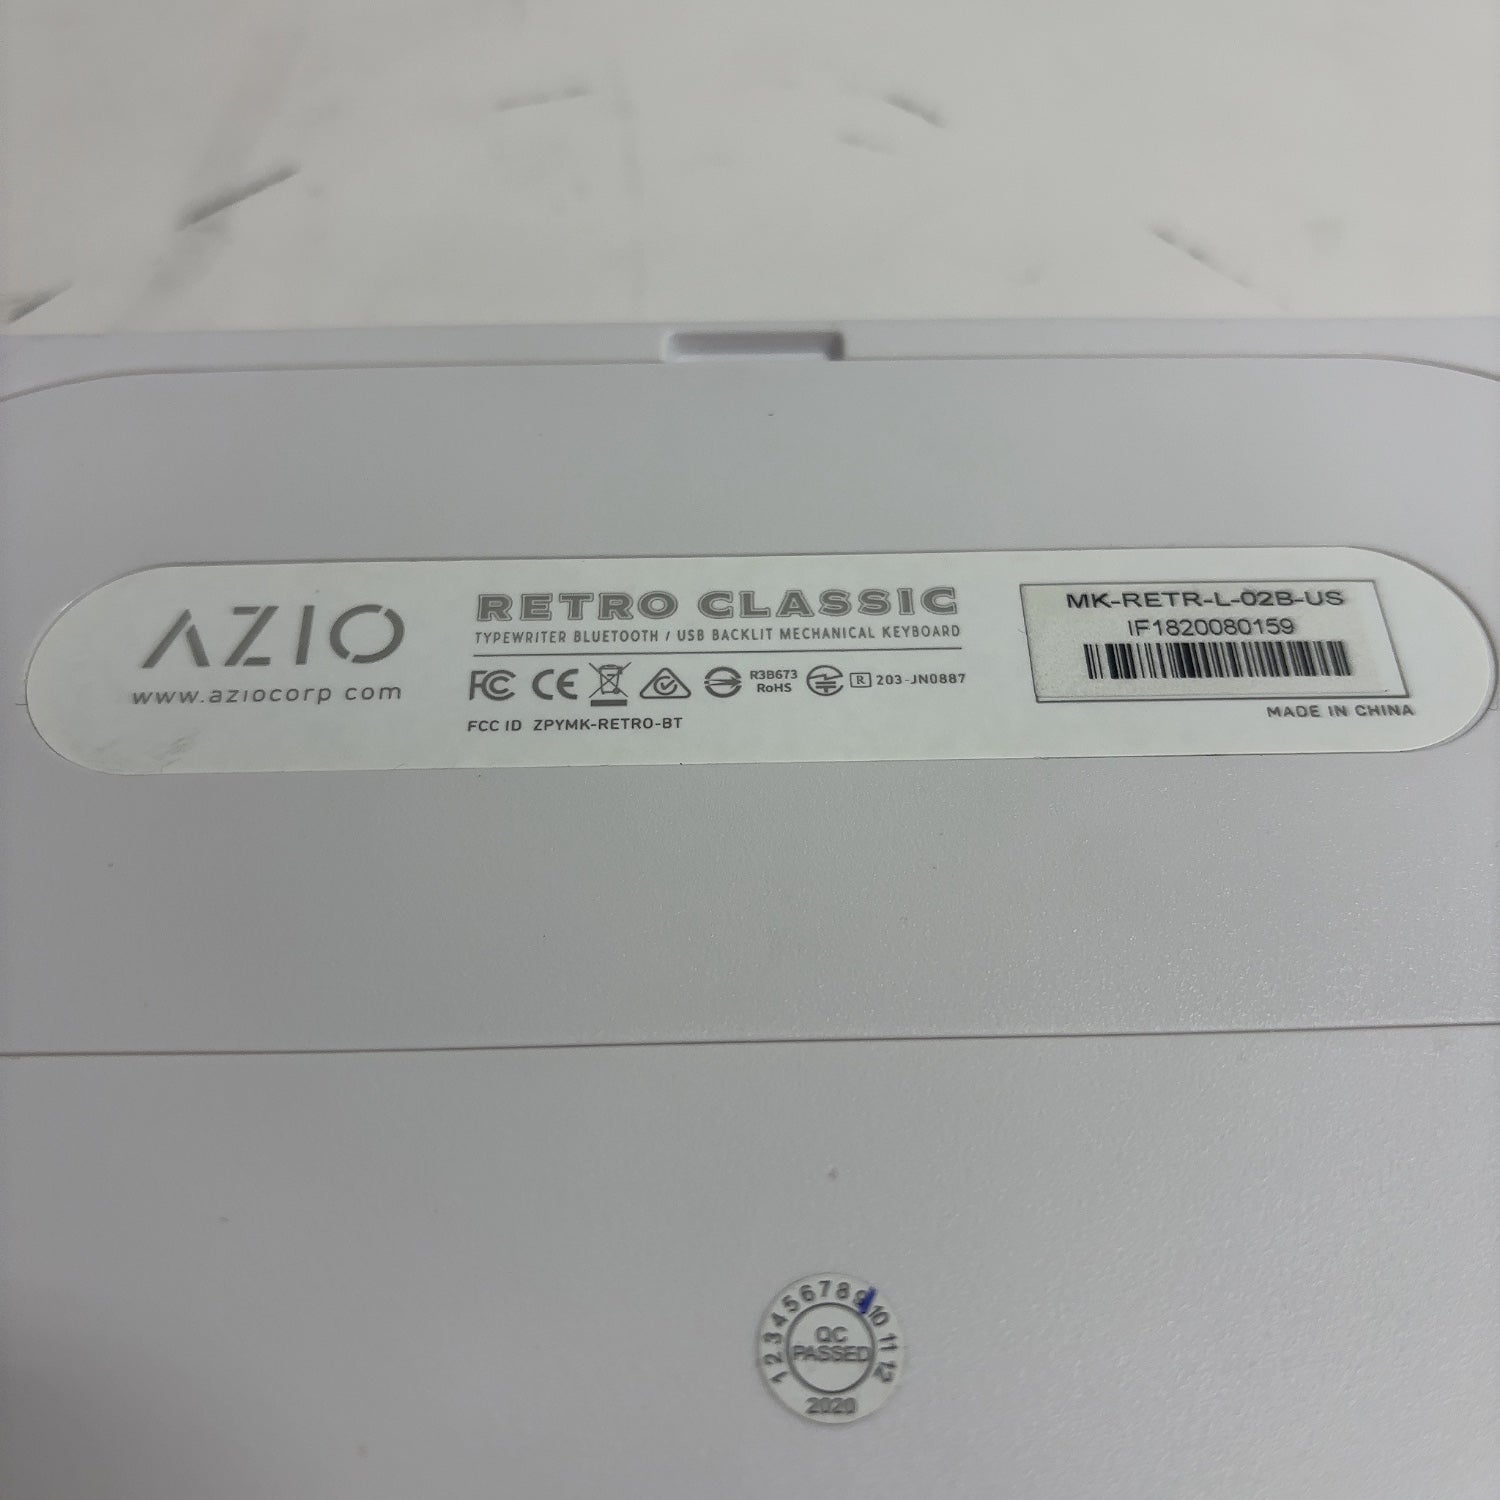 AZIO
www.aziocorp com
RETRO CLASSIC
TYPEWRITER BLUETOOTH / USB BACKLIT MECHANICAL KEYBOARD
FC CE R3B673
RoHS
R 203-JN0887
FCC ID ZPYMK-RETRO-BT
MK-RETR-L-02B-US
IF1820080159
MADE IN CHINA
1 2 3 4 5 6 7 8 9 10 11 12
QC
PASSED
2020